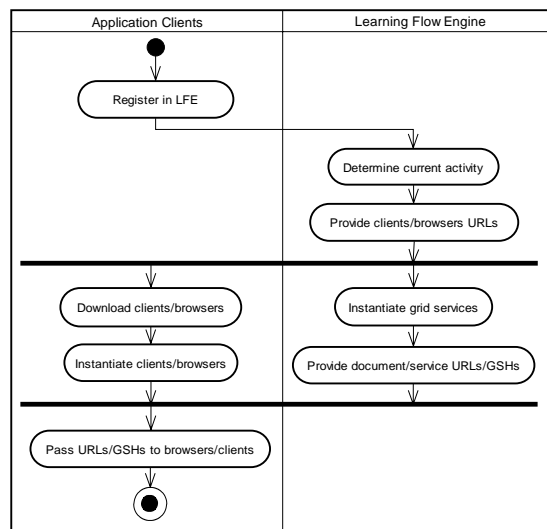 Application Clients
Learning Flow Engine
Register in LFE
Determine current activity
Provide clients/browsers URLs
Download clients/browsers
Instantiate grid services
Instantiate clients/browsers
Provide document/service URLs/GSHs
Pass URLs/GSHs to browsers/clients